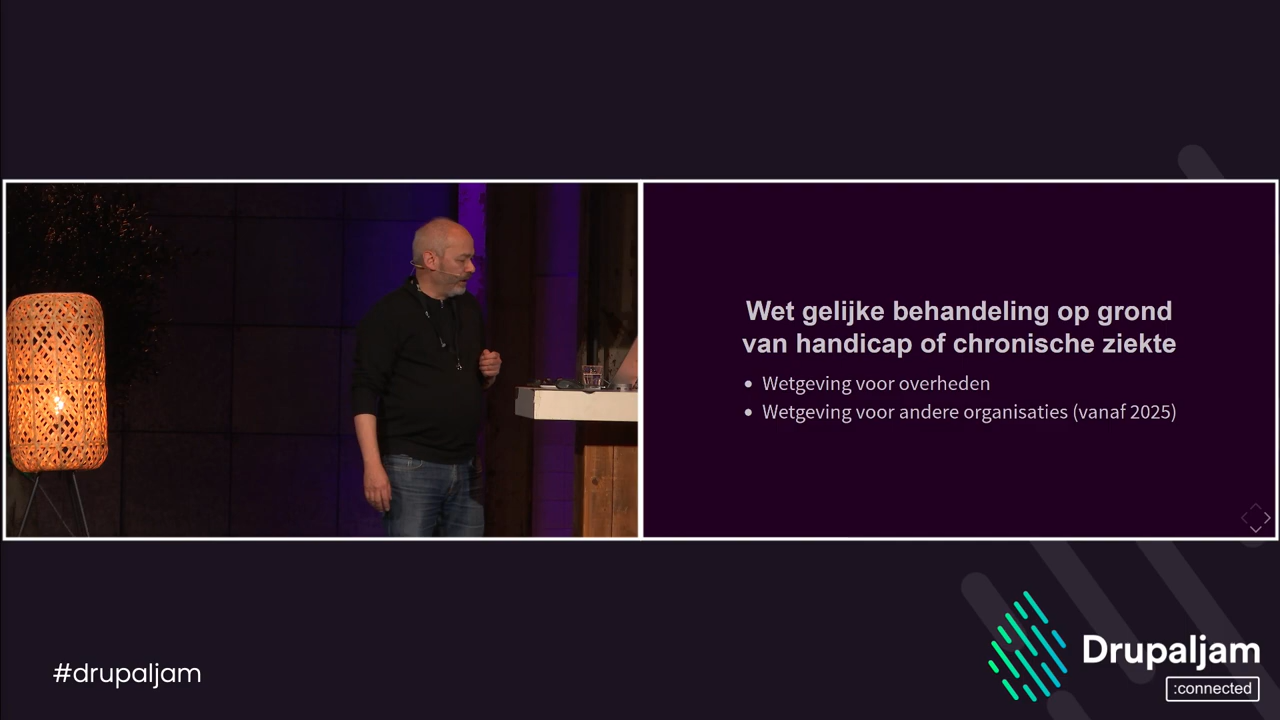 Wet gelijke behandeling op grond
van handicap of chronische ziekte
• Wetgeving voor overheden
• Wetgeving voor andere organisaties (vanaf 2025)
#drupaljam
Drupaljam
:connected